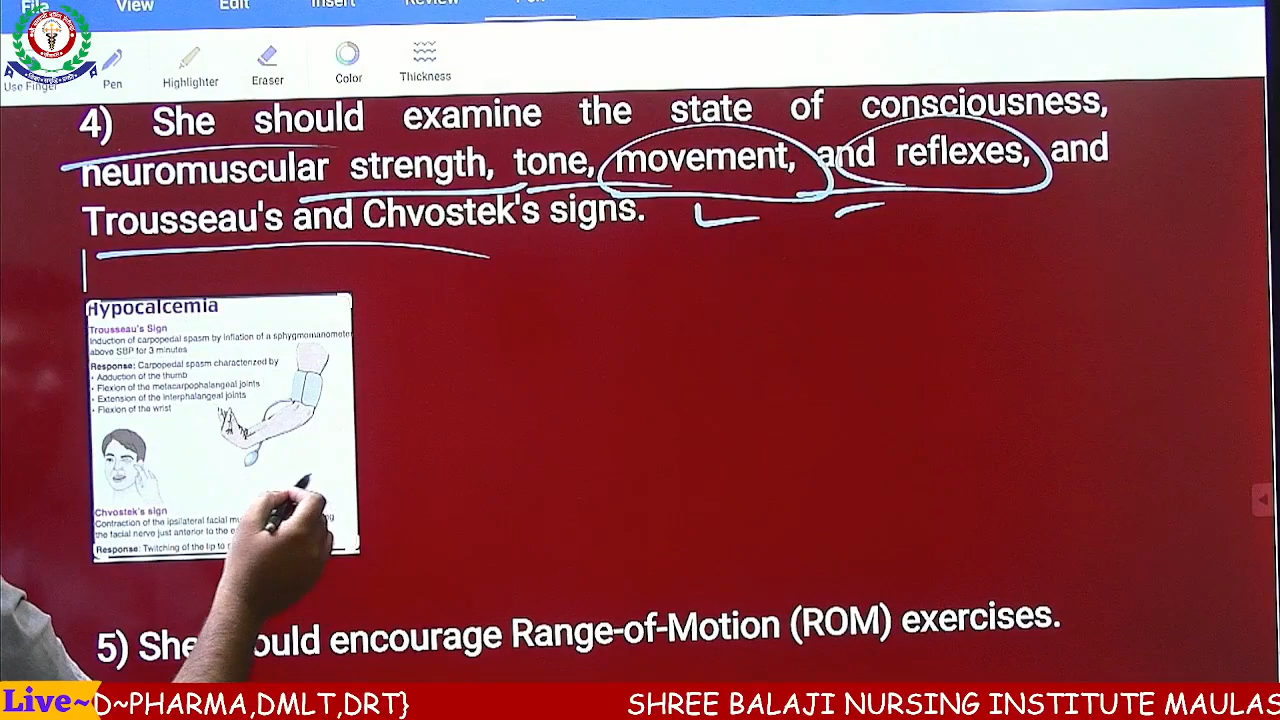 File View Edit Insert Review Pen
Use Finger Pen Highlighter Eraser Color Thickness
4) She should examine the state of consciousness,
neuromuscular strength, tone, movement, and reflexes, and
Trousseau's and Chvostek's signs.
Hypocalcemia
Trousseau's Sign
Induction of carpopedal spasm by inflation of a sphygmomanometer
above SBP for 3 minutes
Response: Carpopedal spasm characterized by
• Adduction of the thumb
• Flexion of the metacarpophalangeal joints
• Extension of the interphalangeal joints
• Flexion of the wrist
Chvostek's sign
Contraction of the ipsilateral facial
the facial nerve just anterior to the
Response: Twitching of the lip to
5) She should encourage Range-of-Motion (ROM) exercises.
Live~ D~PHARMA,DMLT,DRT} SHREE BALAJI NURSING INSTITUTE MAULAS